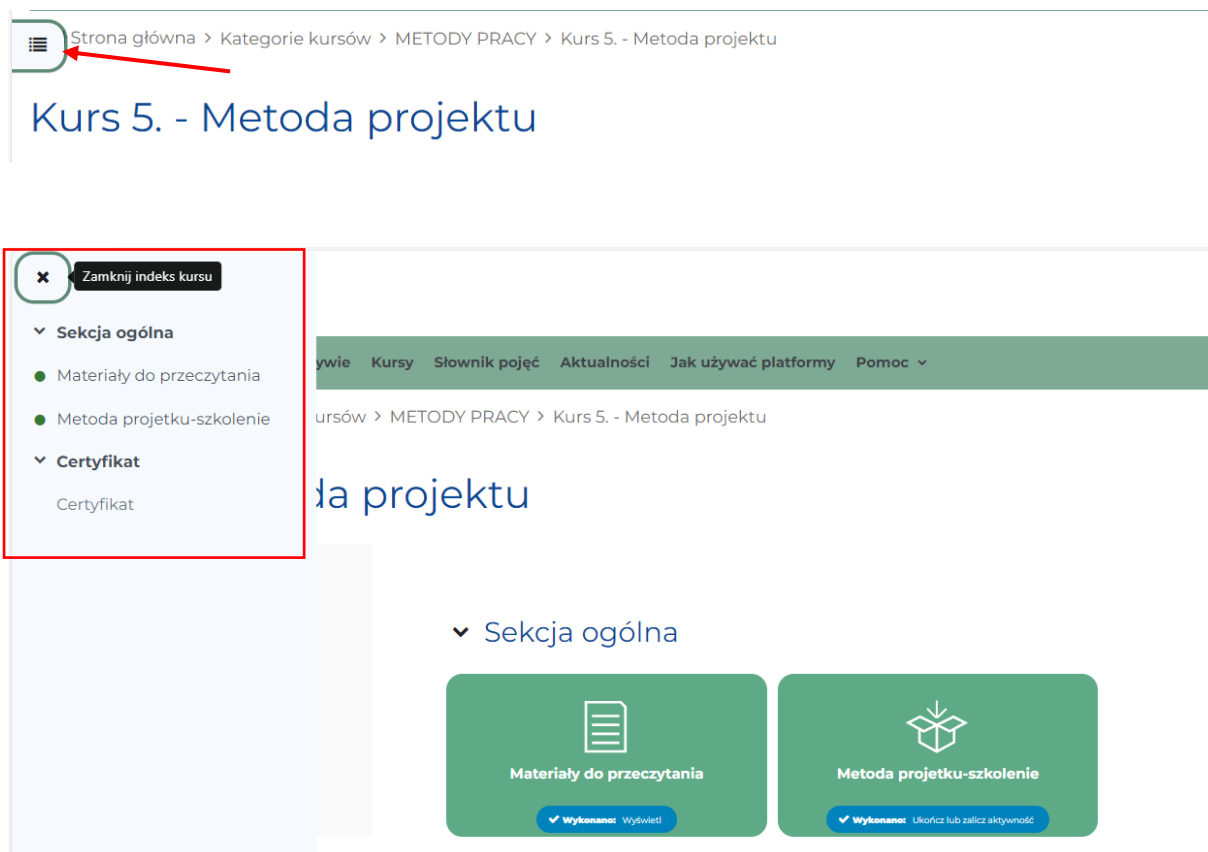 Strona główna > Kategorie kursów > METODY PRACY > Kurs 5. - Metoda projektu
Kurs 5. - Metoda projektu
Zamknij indeks kursu
Sekcja ogólna
Materiały do przeczytania
Metoda projetku-szkolenie
Certyfikat
Certyfikat
ywie Kursy Słownik pojęć Aktualności Jak używać platformy Pomoc
ursów > METODY PRACY > Kurs 5. - Metoda projektu
da projektu
Sekcja ogólna
Materiały do przeczytania
Wykonano: Wyświetl
Metoda projetku-szkolenie
Wykonano: Ukończ lub zalicz aktywność